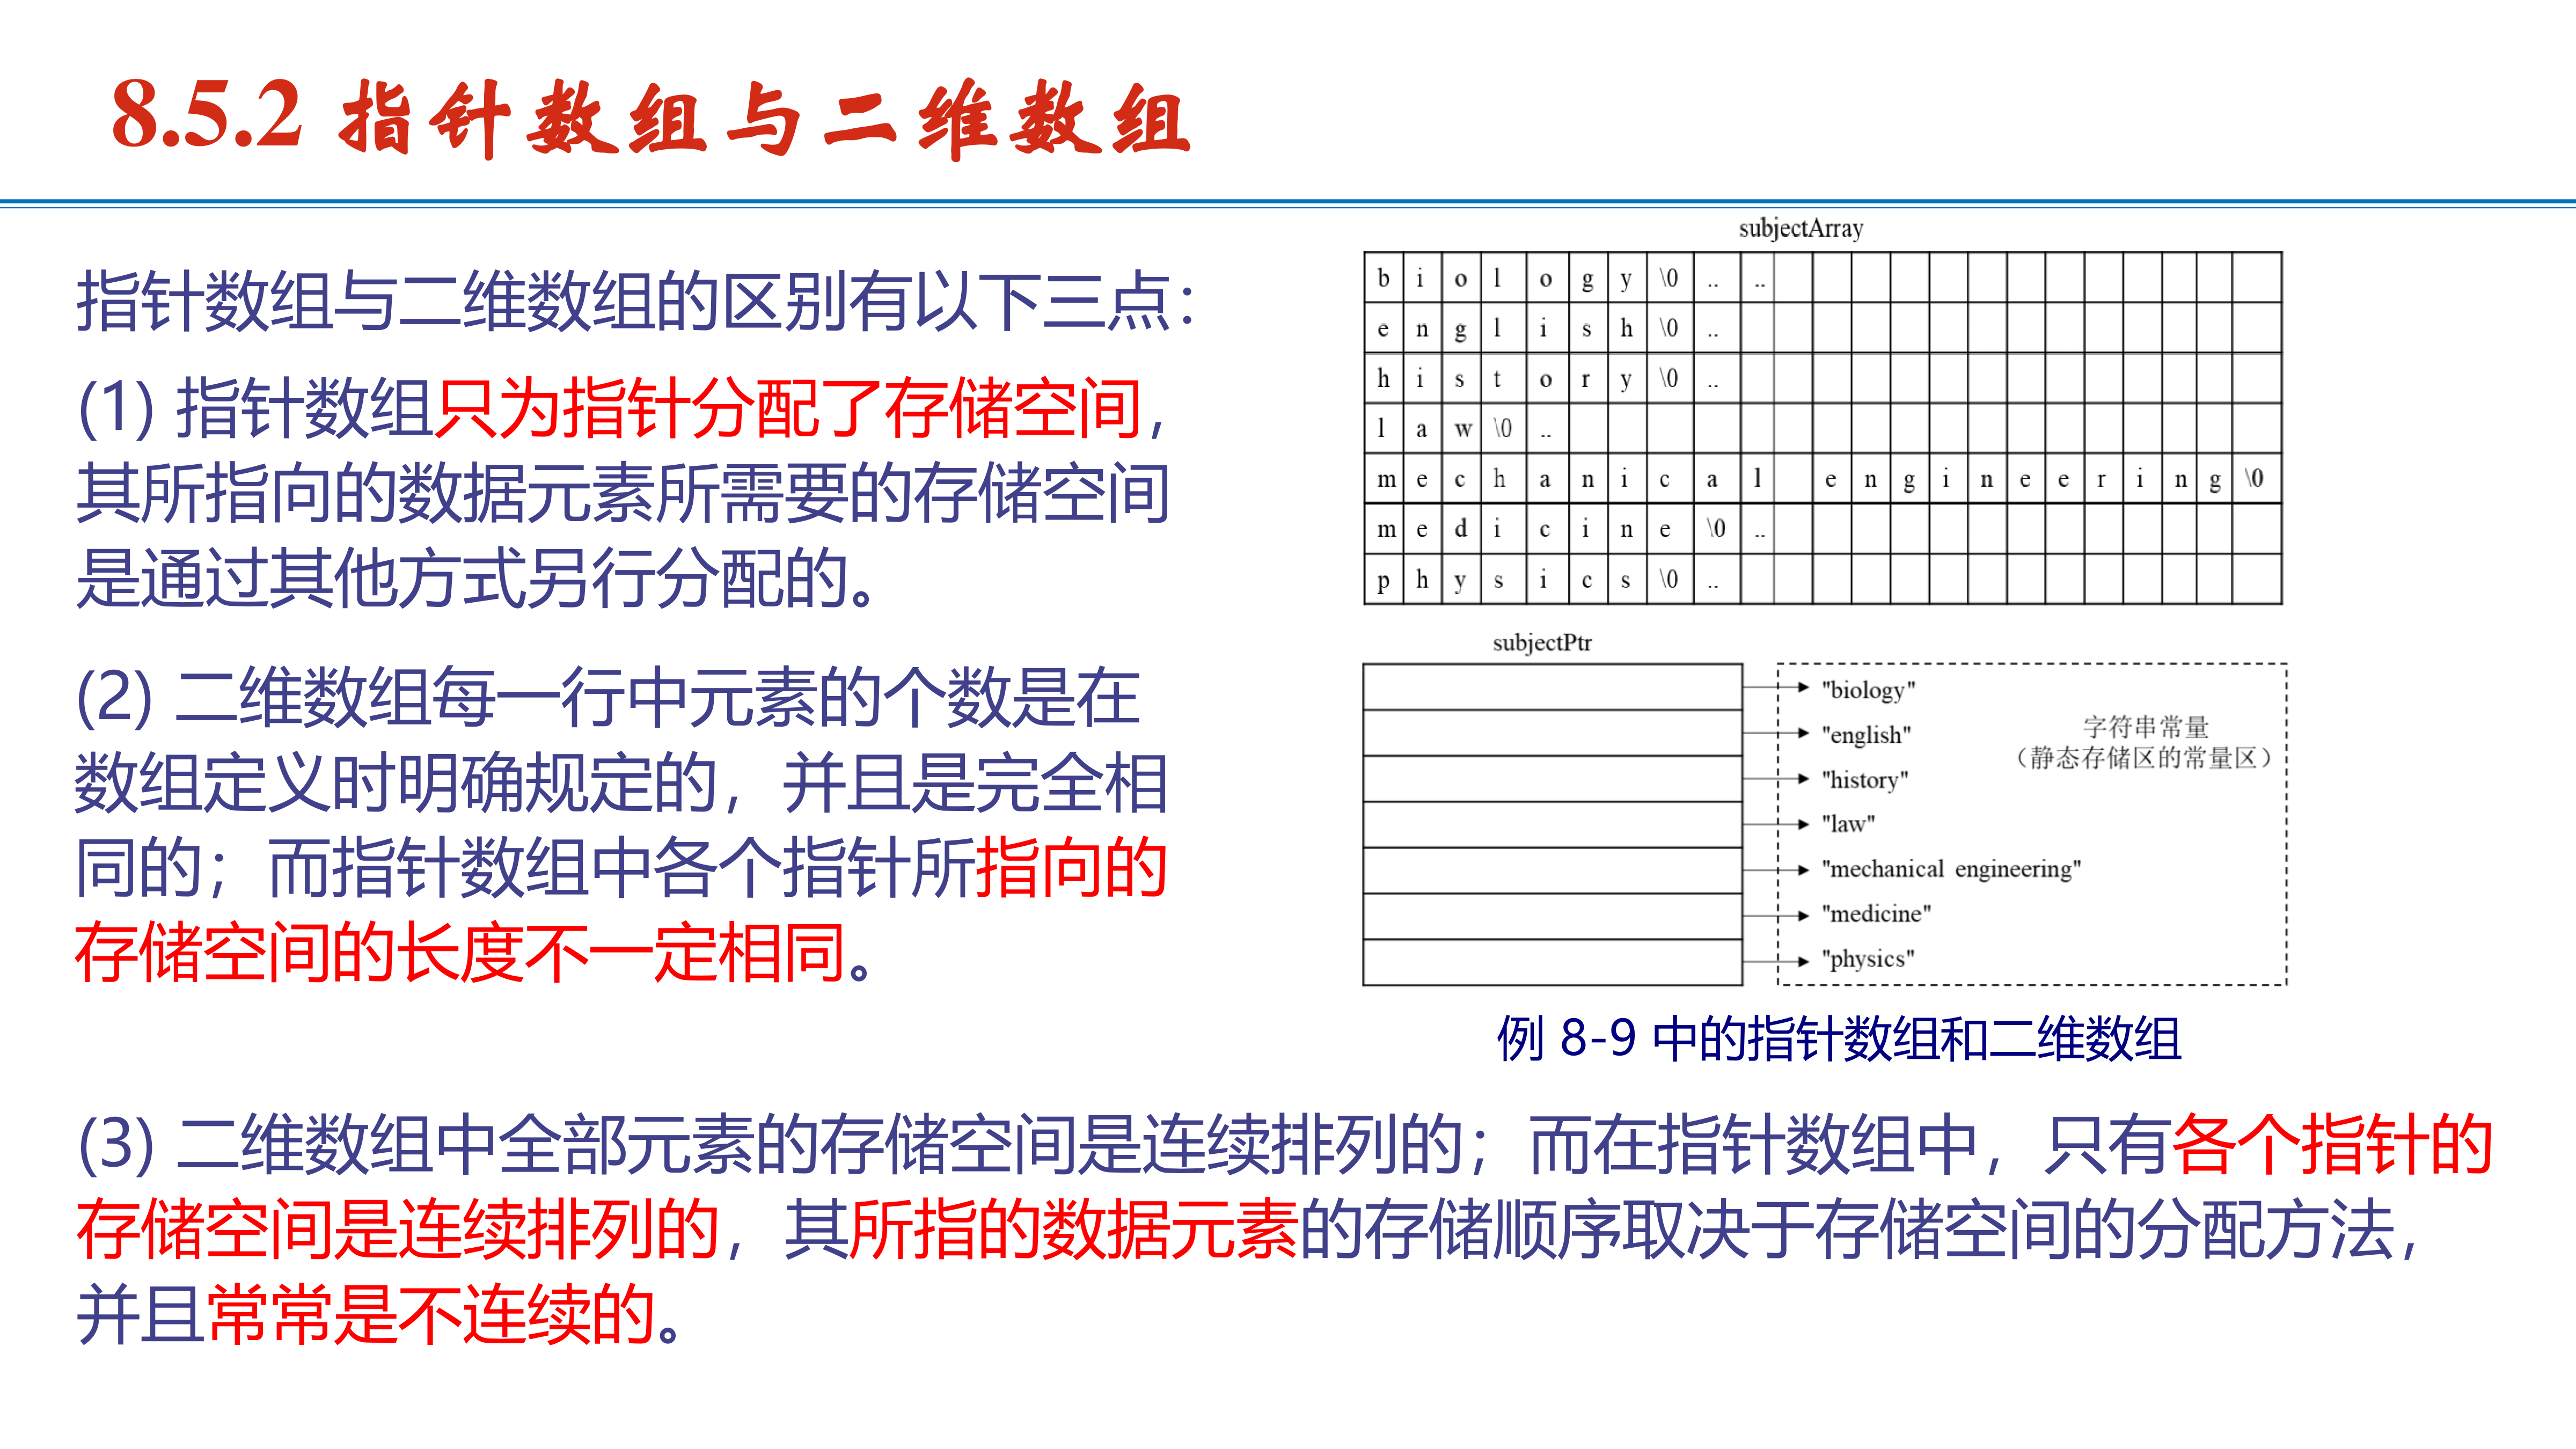 8.5.2 指针数组与二维数组
指针数组与二维数组的区别有以下三点：
(1) 指针数组只为指针分配了存储空间，
其所指向的数据元素所需要的存储空间
是通过其他方式另行分配的。
(2) 二维数组每一行中元素的个数是在
数组定义时明确规定的，并且是完全相
同的；而指针数组中各个指针所指向的
存储空间的长度不一定相同。
subjectArray
b i o l o g y \0 .. ..
e n g l i s h \0 ..
h i s t o r y \0 ..
l a w \0 ..
m e c h a n i c a l e n g i n e e r i n g \0
m e d i c i n e \0 ..
p h y s i c s \0 ..
subjectPtr
"biology"
"english"
"history"
"law"
"mechanical engineering"
"medicine"
"physics"
字符串常量
（静态存储区的常量区）
例 8-9 中的指针数组和二维数组
(3) 二维数组中全部元素的存储空间是连续排列的；而在指针数组中，只有各个指针的
存储空间是连续排列的，其所指的数据元素的存储顺序取决于存储空间的分配方法，
并且常常是不连续的。